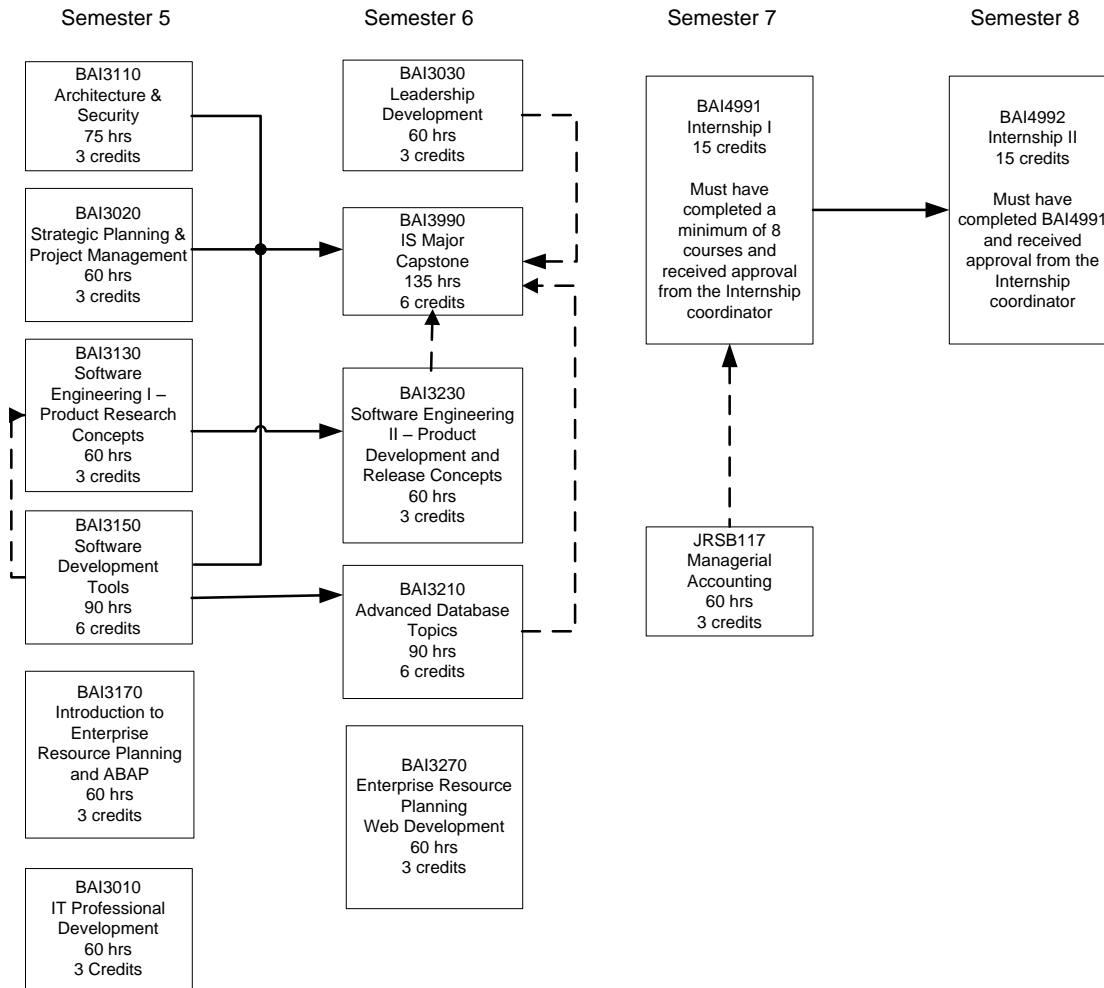 Semester 5
Semester 6
Semester 7
Semester 8
BAI3110
Architecture &
Security
75 hrs
3 credits
BAI3020
Strategic Planning &
Project Management
60 hrs
3 credits
BAI3130
Software
Engineering I –
Product Research
Concepts
60 hrs
3 credits
BAI3150
Software
Development
Tools
90 hrs
6 credits
BAI3170
Introduction to
Enterprise
Resource Planning
and ABAP
60 hrs
3 credits
BAI3010
IT Professional
Development
60 hrs
3 Credits
BAI3030
Leadership
Development
60 hrs
3 credits
BAI3990
IS Major
Capstone
135 hrs
6 credits
BAI3230
Software Engineering
II – Product
Development and
Release Concepts
60 hrs
3 credits
BAI3210
Advanced Database
Topics
90 hrs
6 credits
BAI3270
Enterprise Resource
Planning
Web Development
60 hrs
3 credits
BAI4991
Internship I
15 credits
Must have
completed a
minimum of 8
courses and
received approval
from the Internship
coordinator
JRSB117
Managerial
Accounting
60 hrs
3 credits
BAI4992
Internship II
15 credits
Must have
completed BAI4991
and received
approval from the
Internship
coordinator